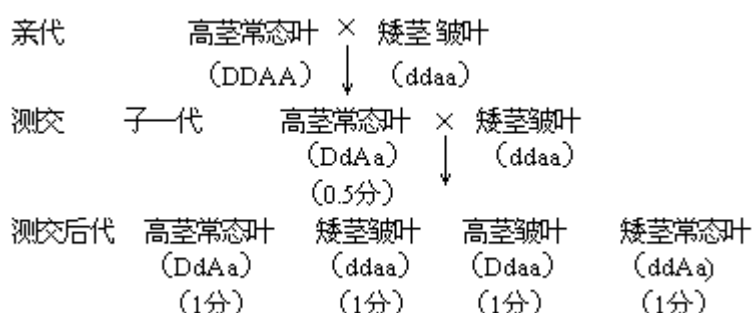 亲代 高茎常态叶 × 矮茎皱叶
(DDAA) (ddaa)
测交 子一代 高茎常态叶 × 矮茎皱叶
(DdAa) (ddaa)
(0.5分)
测交后代 高茎常态叶 矮茎皱叶 高茎皱叶 矮茎常态叶
(DdAa) (ddaa) (Ddaa) (ddAa)
(1分) (1分) (1分) (1分)